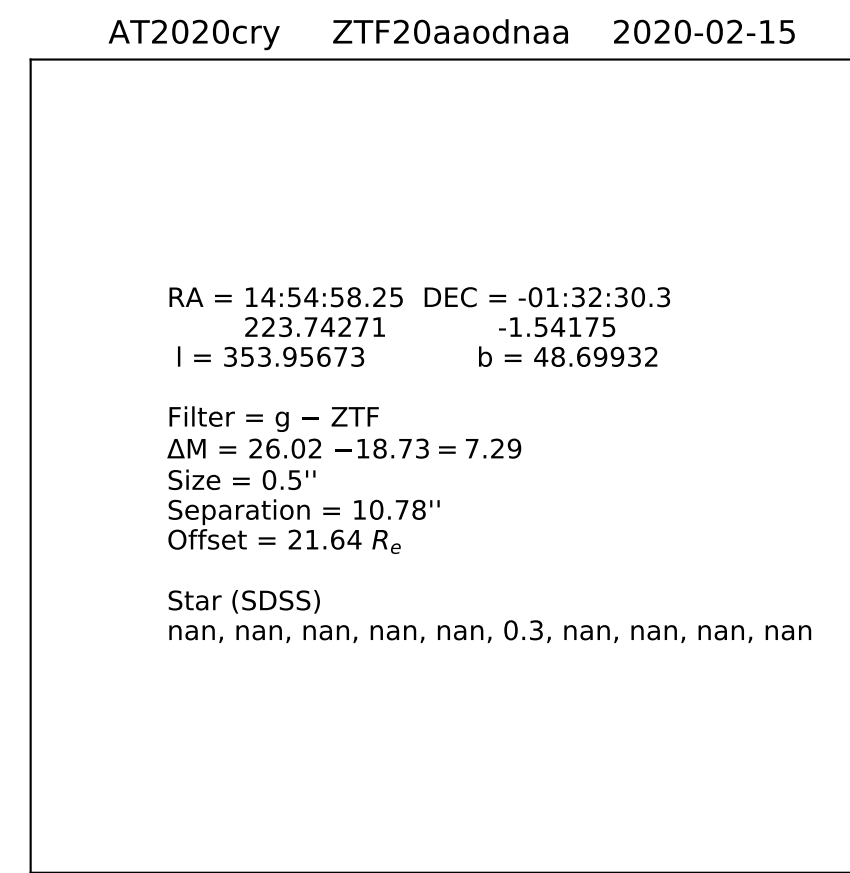 AT2020cry ZTF20aaodnaa 2020-02-15
RA = 14:54:58.25 DEC = -01:32:30.3
223.74271 -1.54175
l = 353.95673 b = 48.69932
Filter = g − ZTF
ΔM = 26.02 −18.73 = 7.29
Size = 0.5''
Separation = 10.78''
Offset = 21.64 Rₑ
Star (SDSS)
nan, nan, nan, nan, nan, 0.3, nan, nan, nan, nan